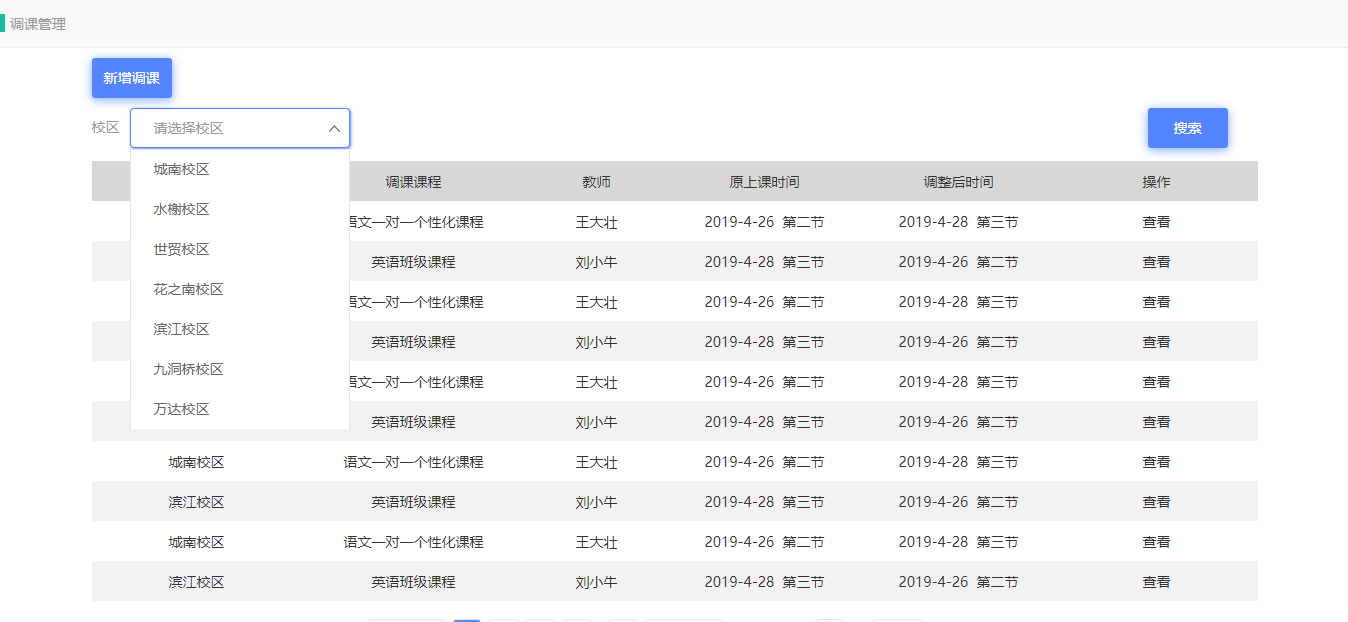 调课管理
新增调课
校区 请选择校区 搜索
城南校区
水榭校区
世贸校区
花之南校区
滨江校区
九洞桥校区
万达校区
调课课程 教师 原上课时间 调整后时间 操作
语文一对一个性化课程 王大壮 2019-4-26 第二节 2019-4-28 第三节 查看
英语班级课程 刘小牛 2019-4-28 第三节 2019-4-26 第二节 查看
语文一对一个性化课程 王大壮 2019-4-26 第二节 2019-4-28 第三节 查看
英语班级课程 刘小牛 2019-4-28 第三节 2019-4-26 第二节 查看
语文一对一个性化课程 王大壮 2019-4-26 第二节 2019-4-28 第三节 查看
英语班级课程 刘小牛 2019-4-28 第三节 2019-4-26 第二节 查看
城南校区 语文一对一个性化课程 王大壮 2019-4-26 第二节 2019-4-28 第三节 查看
滨江校区 英语班级课程 刘小牛 2019-4-28 第三节 2019-4-26 第二节 查看
城南校区 语文一对一个性化课程 王大壮 2019-4-26 第二节 2019-4-28 第三节 查看
滨江校区 英语班级课程 刘小牛 2019-4-28 第三节 2019-4-26 第二节 查看